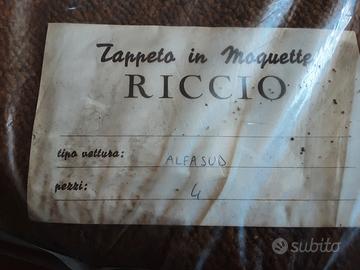 Tappeto in Moquette
RICCIO
tipo vettura: ALFASUD
pezzi: 4
subito